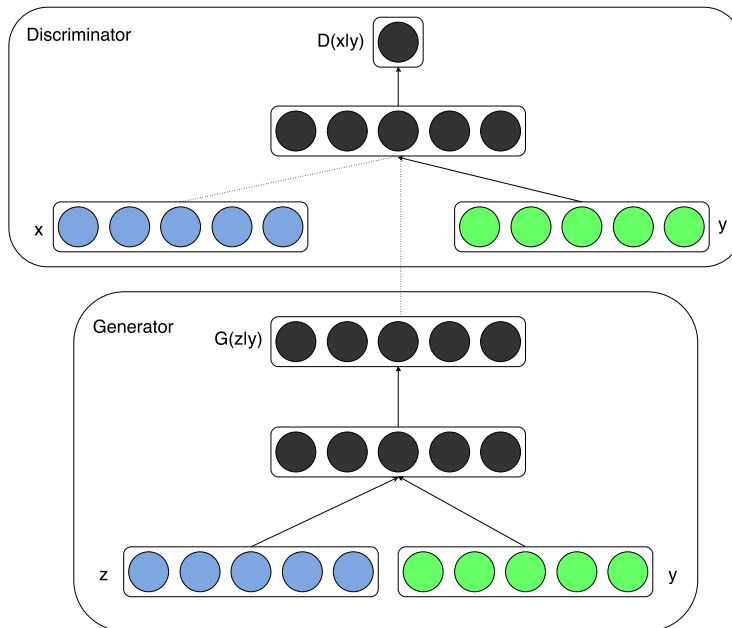 Discriminator
D(x|y)
x
y
Generator
G(z|y)
z
y